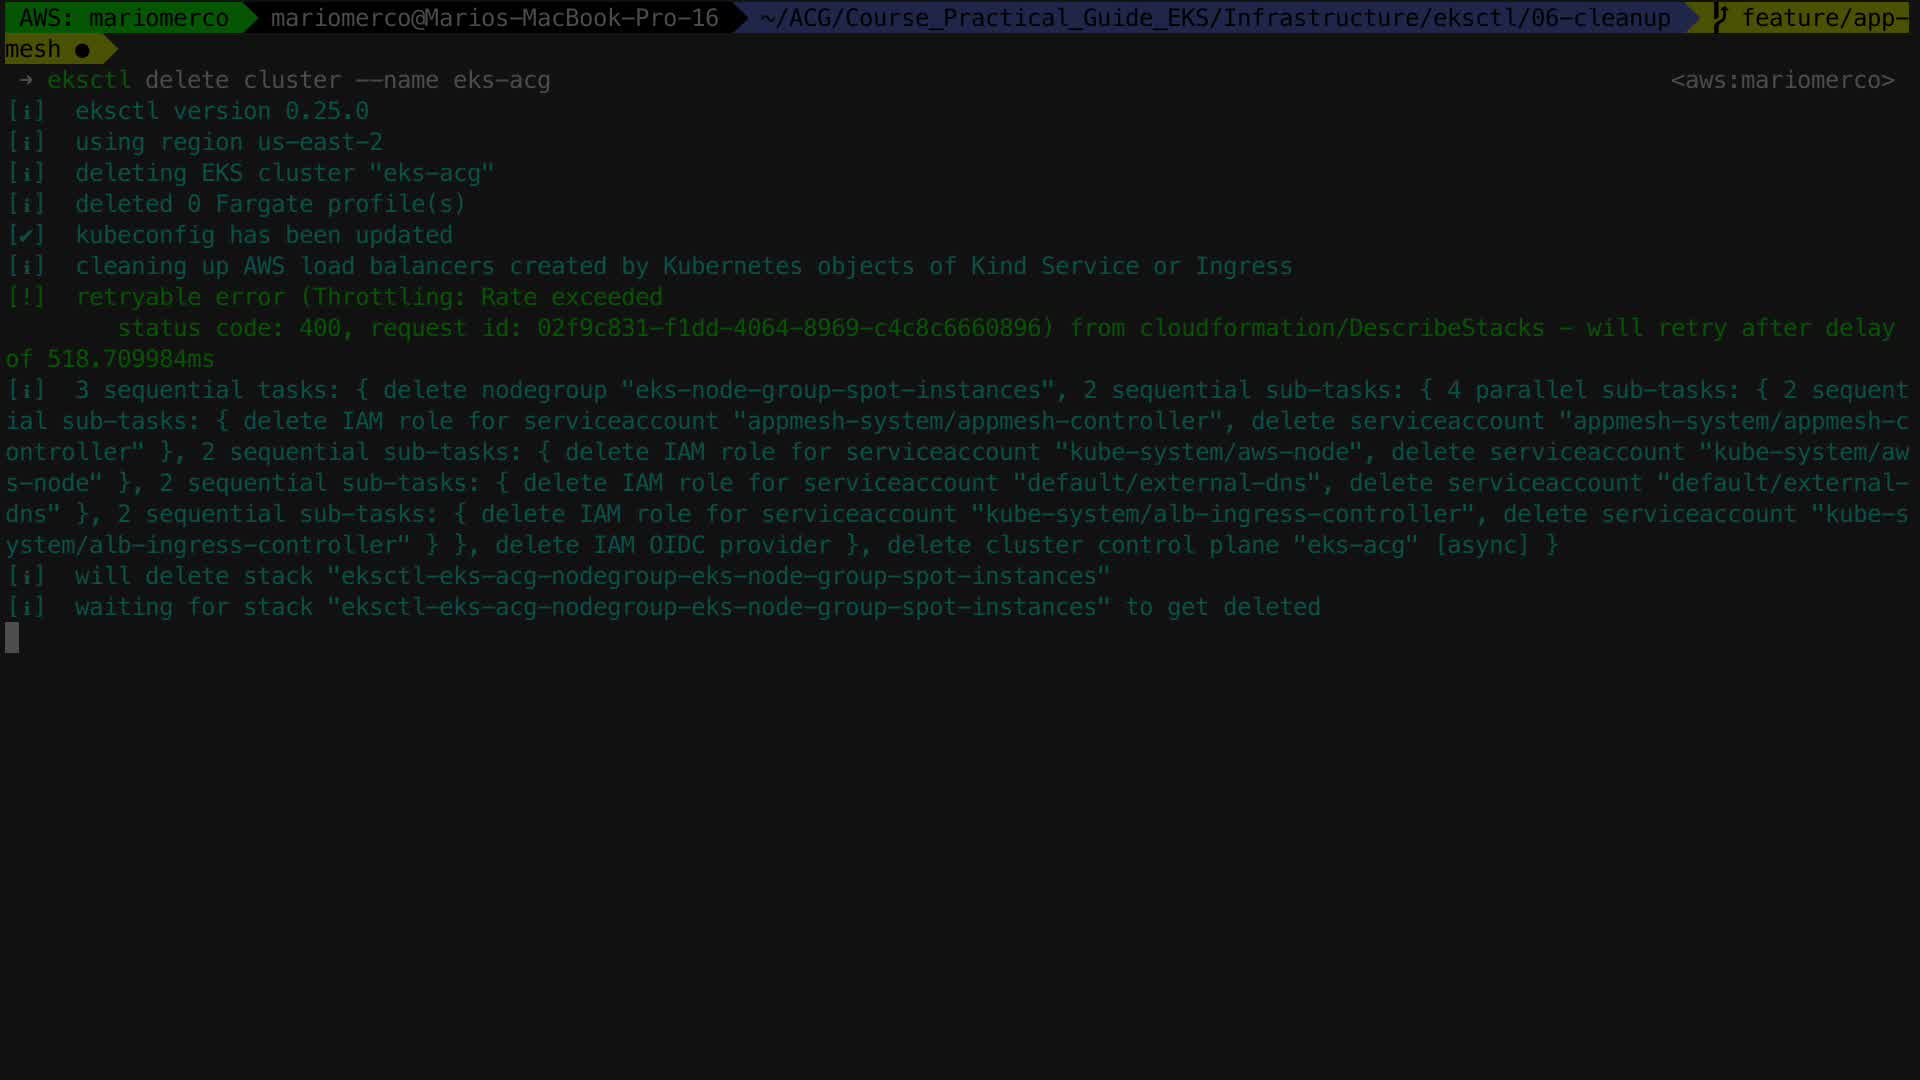 AWS: mariomerco mariomerco@Marios-MacBook-Pro-16 ~/ACG/Course_Practical_Guide_EKS/Infrastructure/eksctl/06-cleanup feature/app-
mesh ●
→ eksctl delete cluster --name eks-acg <aws:mariomerco>
[ℹ]  eksctl version 0.25.0
[ℹ]  using region us-east-2
[ℹ]  deleting EKS cluster "eks-acg"
[ℹ]  deleted 0 Fargate profile(s)
[✔]  kubeconfig has been updated
[ℹ]  cleaning up AWS load balancers created by Kubernetes objects of Kind Service or Ingress
[!]  retryable error (Throttling: Rate exceeded
status code: 400, request id: 02f9c831-f1dd-4064-8969-c4c8c6660896) from cloudformation/DescribeStacks - will retry after delay
of 518.709984ms
[ℹ]  3 sequential tasks: { delete nodegroup "eks-node-group-spot-instances", 2 sequential sub-tasks: { 4 parallel sub-tasks: { 2 sequent
ial sub-tasks: { delete IAM role for serviceaccount "appmesh-system/appmesh-controller", delete serviceaccount "appmesh-system/appmesh-c
ontroller" }, 2 sequential sub-tasks: { delete IAM role for serviceaccount "kube-system/aws-node", delete serviceaccount "kube-system/aw
s-node" }, 2 sequential sub-tasks: { delete IAM role for serviceaccount "default/external-dns", delete serviceaccount "default/external-
dns" }, 2 sequential sub-tasks: { delete IAM role for serviceaccount "kube-system/alb-ingress-controller", delete serviceaccount "kube-s
ystem/alb-ingress-controller" } }, delete IAM OIDC provider }, delete cluster control plane "eks-acg" [async] }
[ℹ]  will delete stack "eksctl-eks-acg-nodegroup-eks-node-group-spot-instances"
[ℹ]  waiting for stack "eksctl-eks-acg-nodegroup-eks-node-group-spot-instances" to get deleted